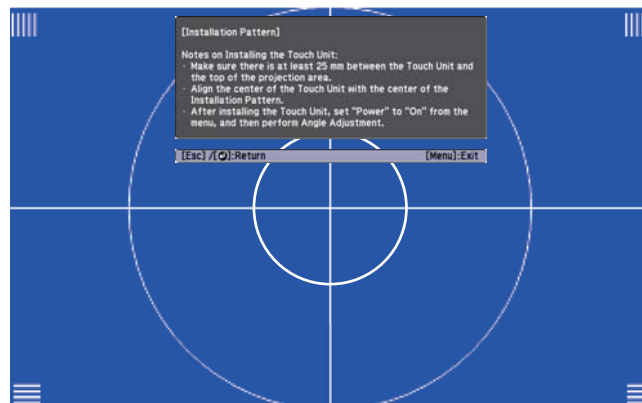 [Installation Pattern]
Notes on Installing the Touch Unit:
· Make sure there is at least 25 mm between the Touch Unit and
the top of the projection area.
· Align the center of the Touch Unit with the center of the
Installation Pattern.
· After installing the Touch Unit, set "Power" to "On" from the
menu, and then perform Angle Adjustment.
[Esc] /[⮐]:Return [Menu]:Exit